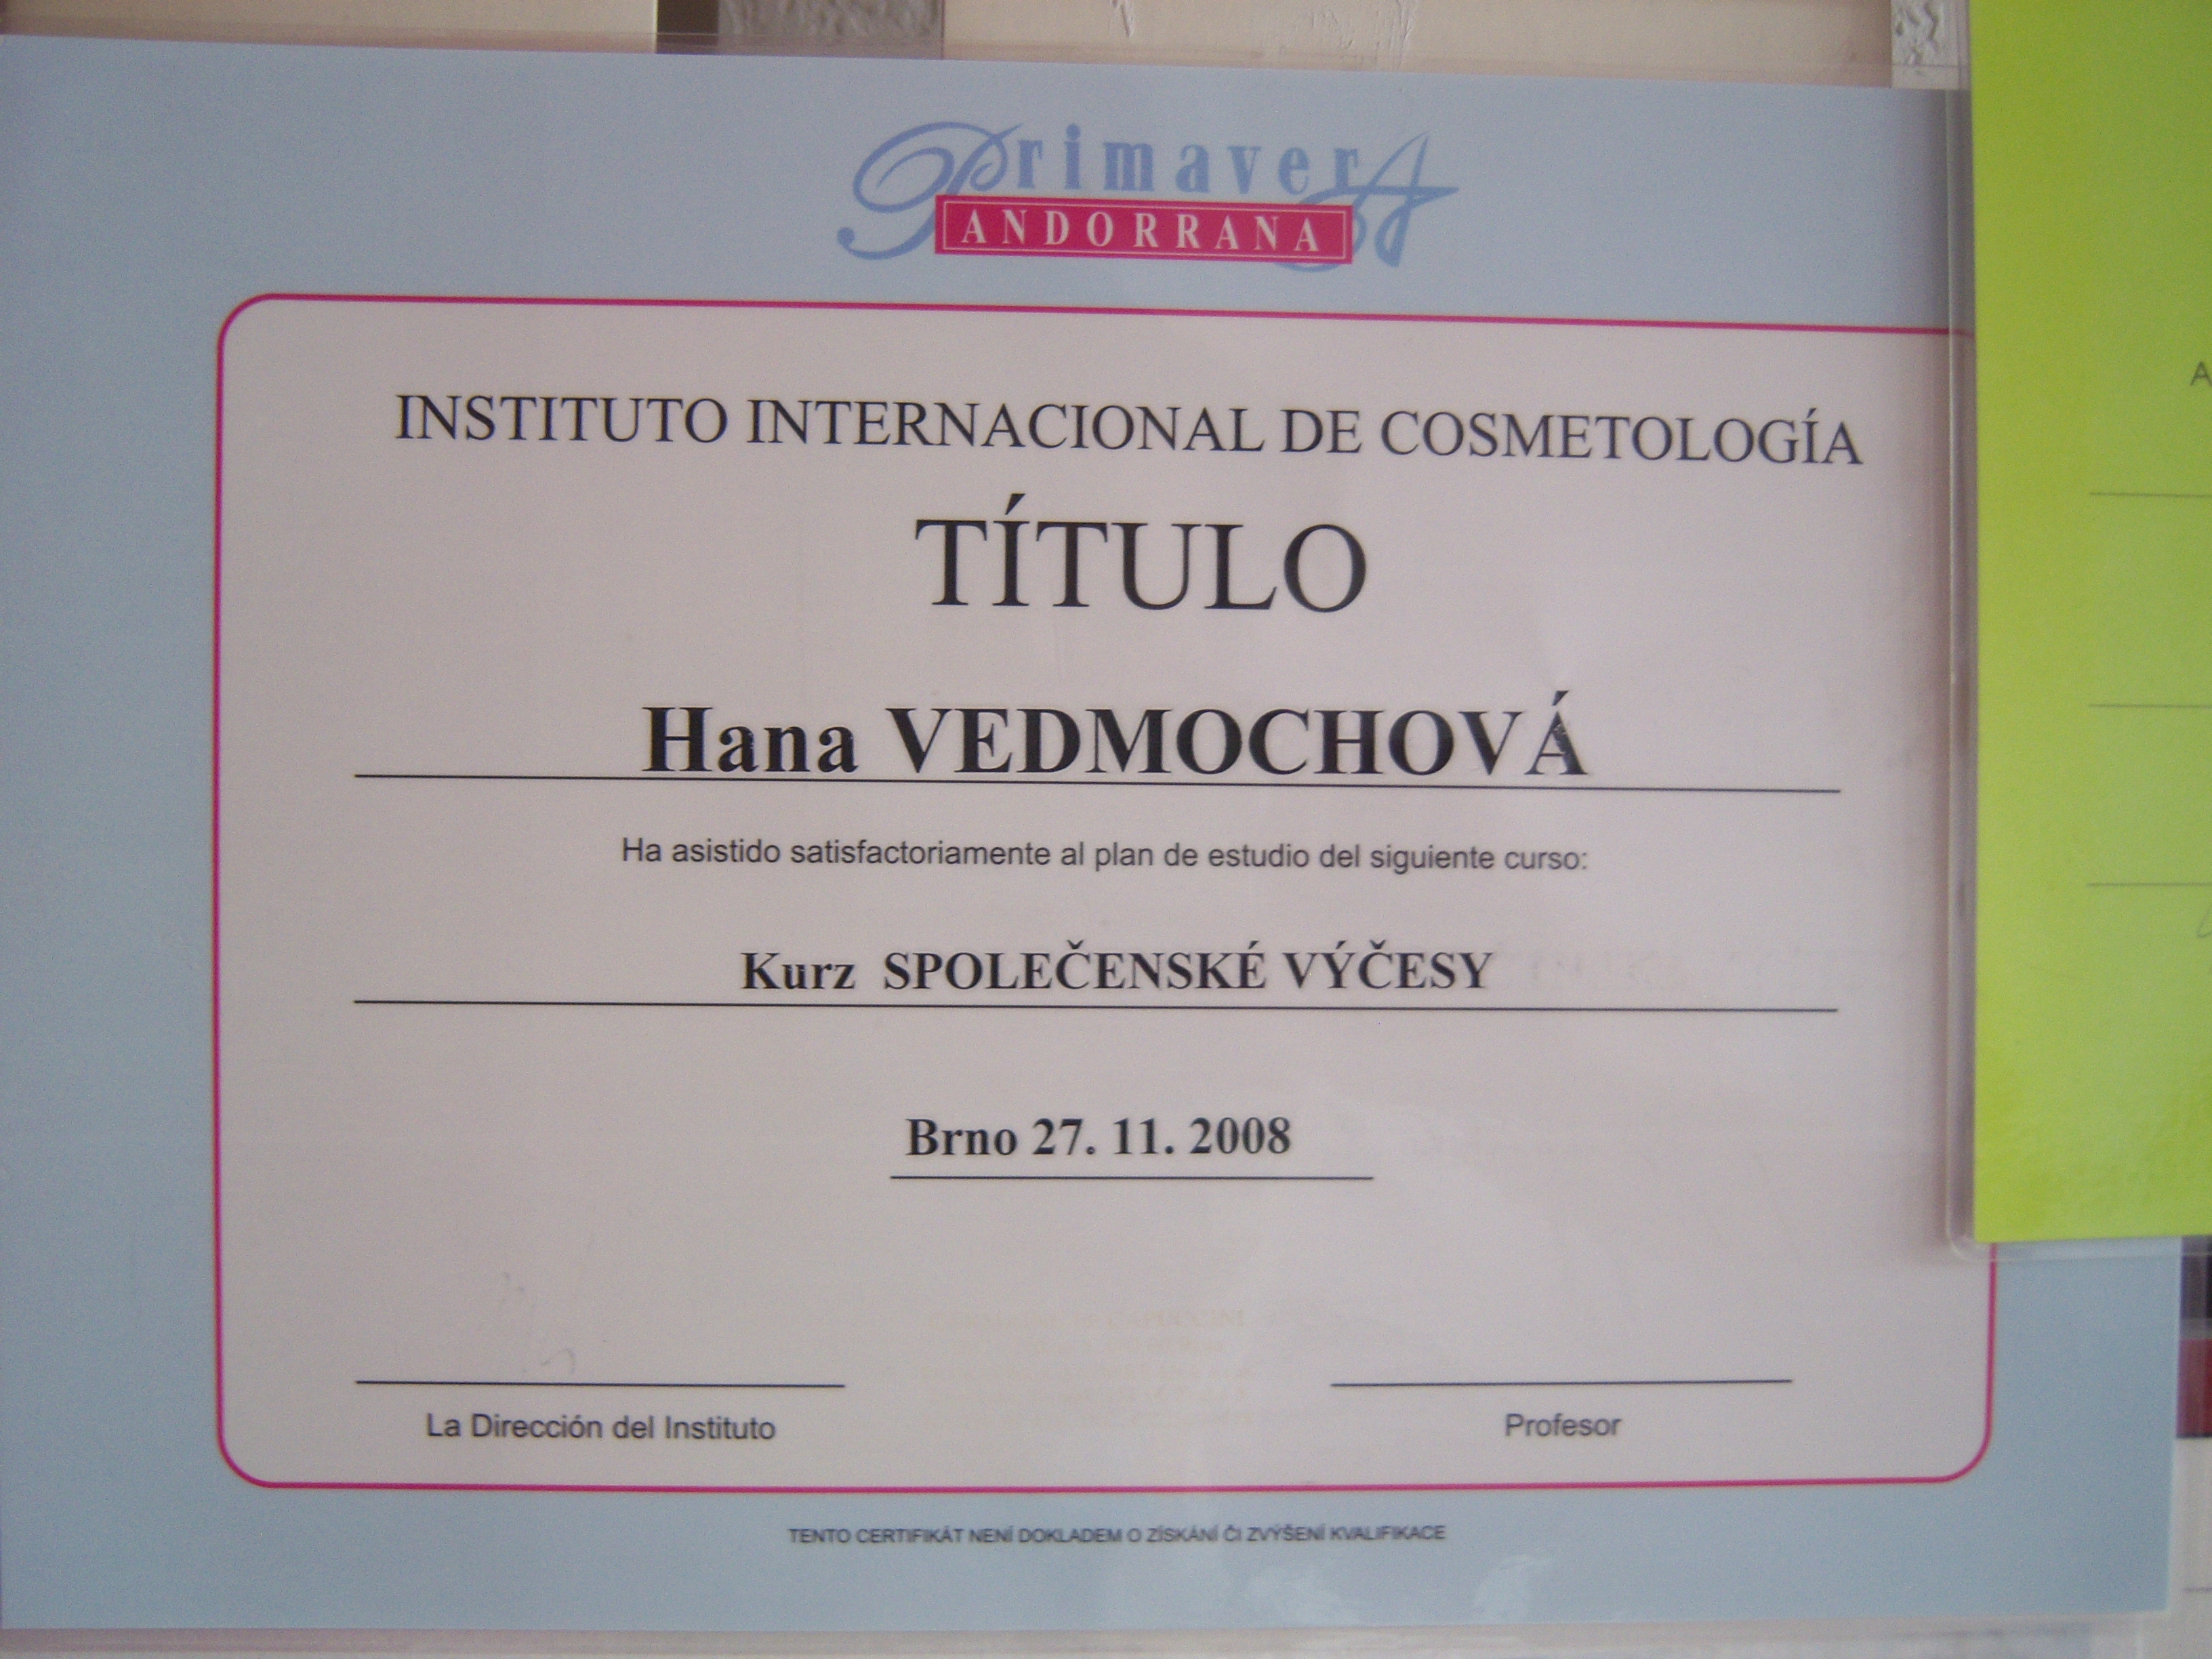 Primavera
ANDORRANA
INSTITUTO INTERNACIONAL DE COSMETOLOGÍA
TÍTULO
Hana VEDMOCHOVÁ
Ha asistido satisfactoriamente al plan de estudio del siguiente curso:
Kurz SPOLEČENSKÉ VÝČESY
Brno 27. 11. 2008
La Dirección del Instituto
Profesor
TENTO CERTIFIKÁT NENÍ DOKLADEM O ZÍSKÁNÍ ČI ZVÝŠENÍ KVALIFIKACE